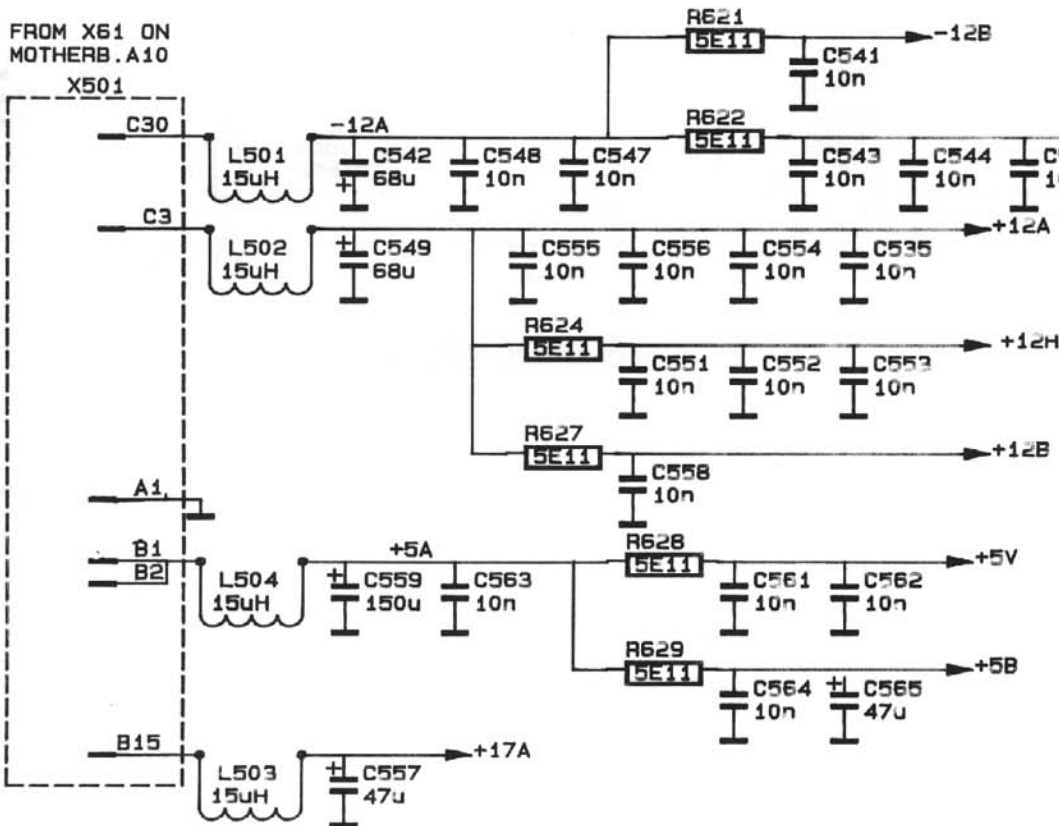 FROM X61 ON
MOTHERB.A10
X501
R621
5E11
-12B
C541
10n
C30
L501
15uH
-12A
C542
68u
C548
10n
C547
10n
R622
5E11
C543
10n
C544
10n
C3
L502
15uH
C549
68u
C555
10n
C556
10n
C554
10n
C535
10n
+12A
R624
5E11
C551
10n
C552
10n
C553
10n
+12H
R627
5E11
C558
10n
+12B
A1
B1
B2
L504
15uH
+5A
C559
150u
C563
10n
R628
5E11
C561
10n
C562
10n
+5V
R629
5E11
C564
10n
C565
47u
+5B
B15
L503
15uH
C557
47u
+17A